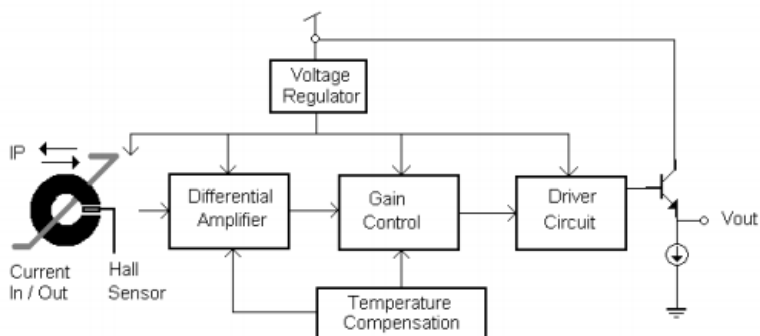 Voltage
Regulator
IP
Differential
Amplifier
Gain
Control
Driver
Circuit
Vout
Current
In / Out
Hall
Sensor
Temperature
Compensation